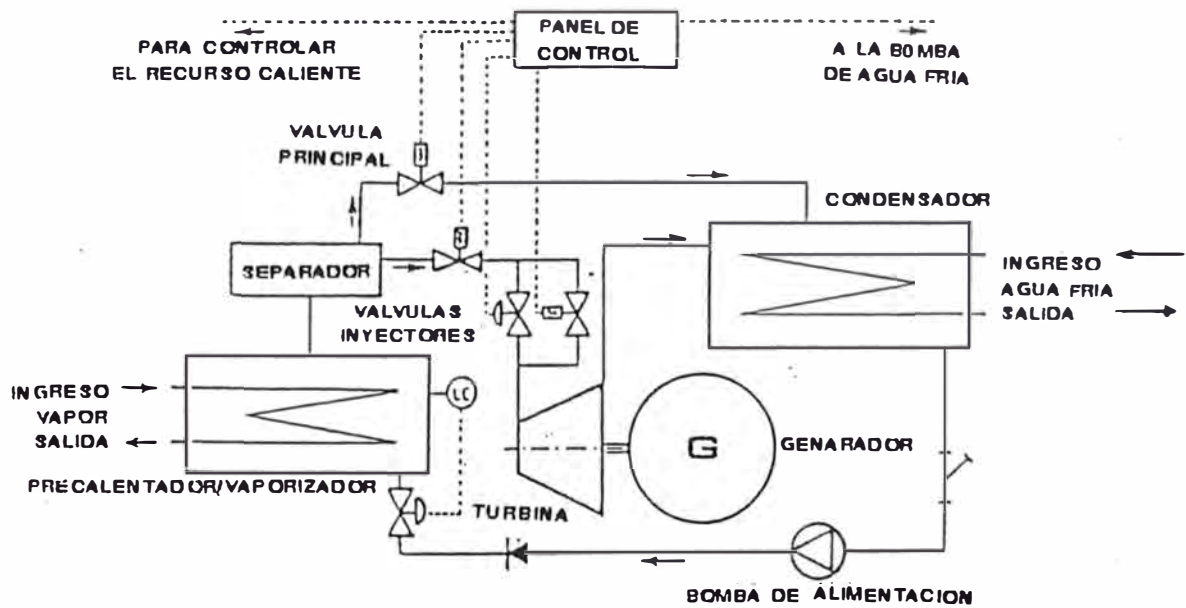 PANEL DE
CONTROL
PARA CONTROLAR
EL RECURSO CALIENTE
A LA BOMBA
DE AGUA FRIA
VALVULA
PRINCIPAL
CONDENSADOR
SEPARADOR
INGRESO
AGUA FRIA
SALIDA
VALVULAS
INYECTORES
INGRESO
VAPOR
SALIDA
LC
G
GENARADOR
PRECALENTADOR/VAPORIZADOR
TURBINA
BOMBA DE ALIMENTACION